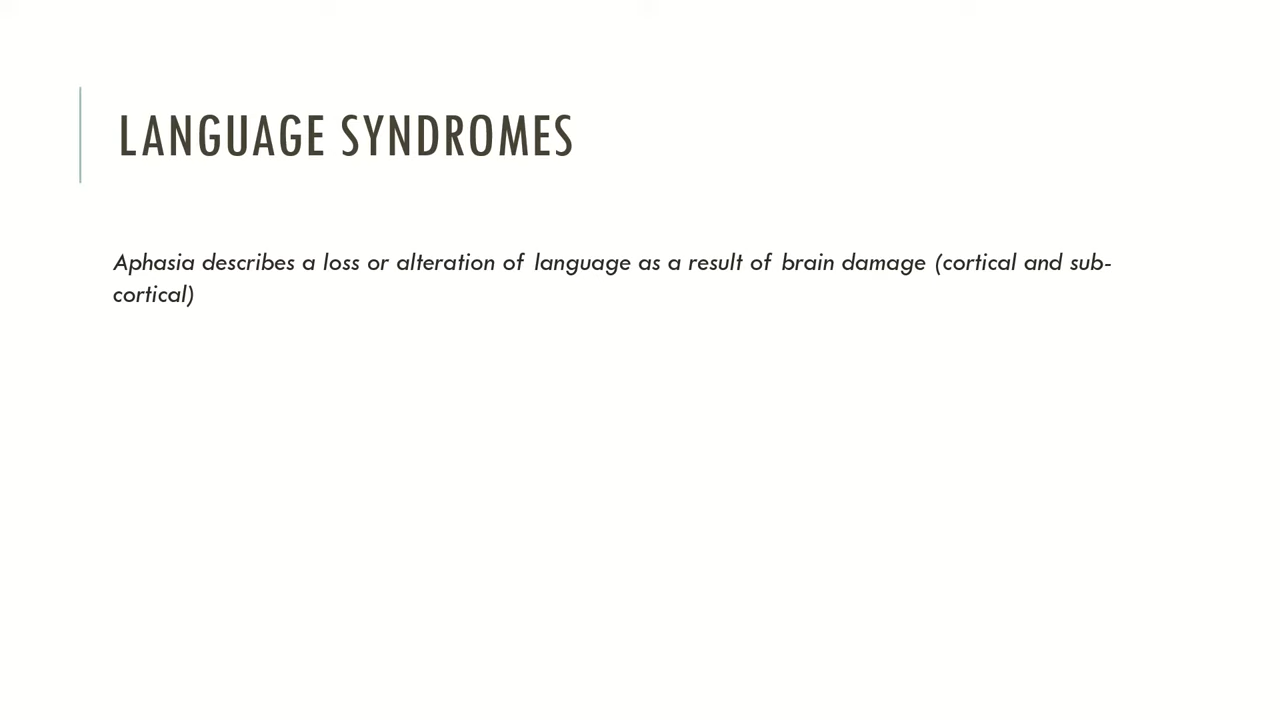 LANGUAGE SYNDROMES
Aphasia describes a loss or alteration of language as a result of brain damage (cortical and sub-
cortical)